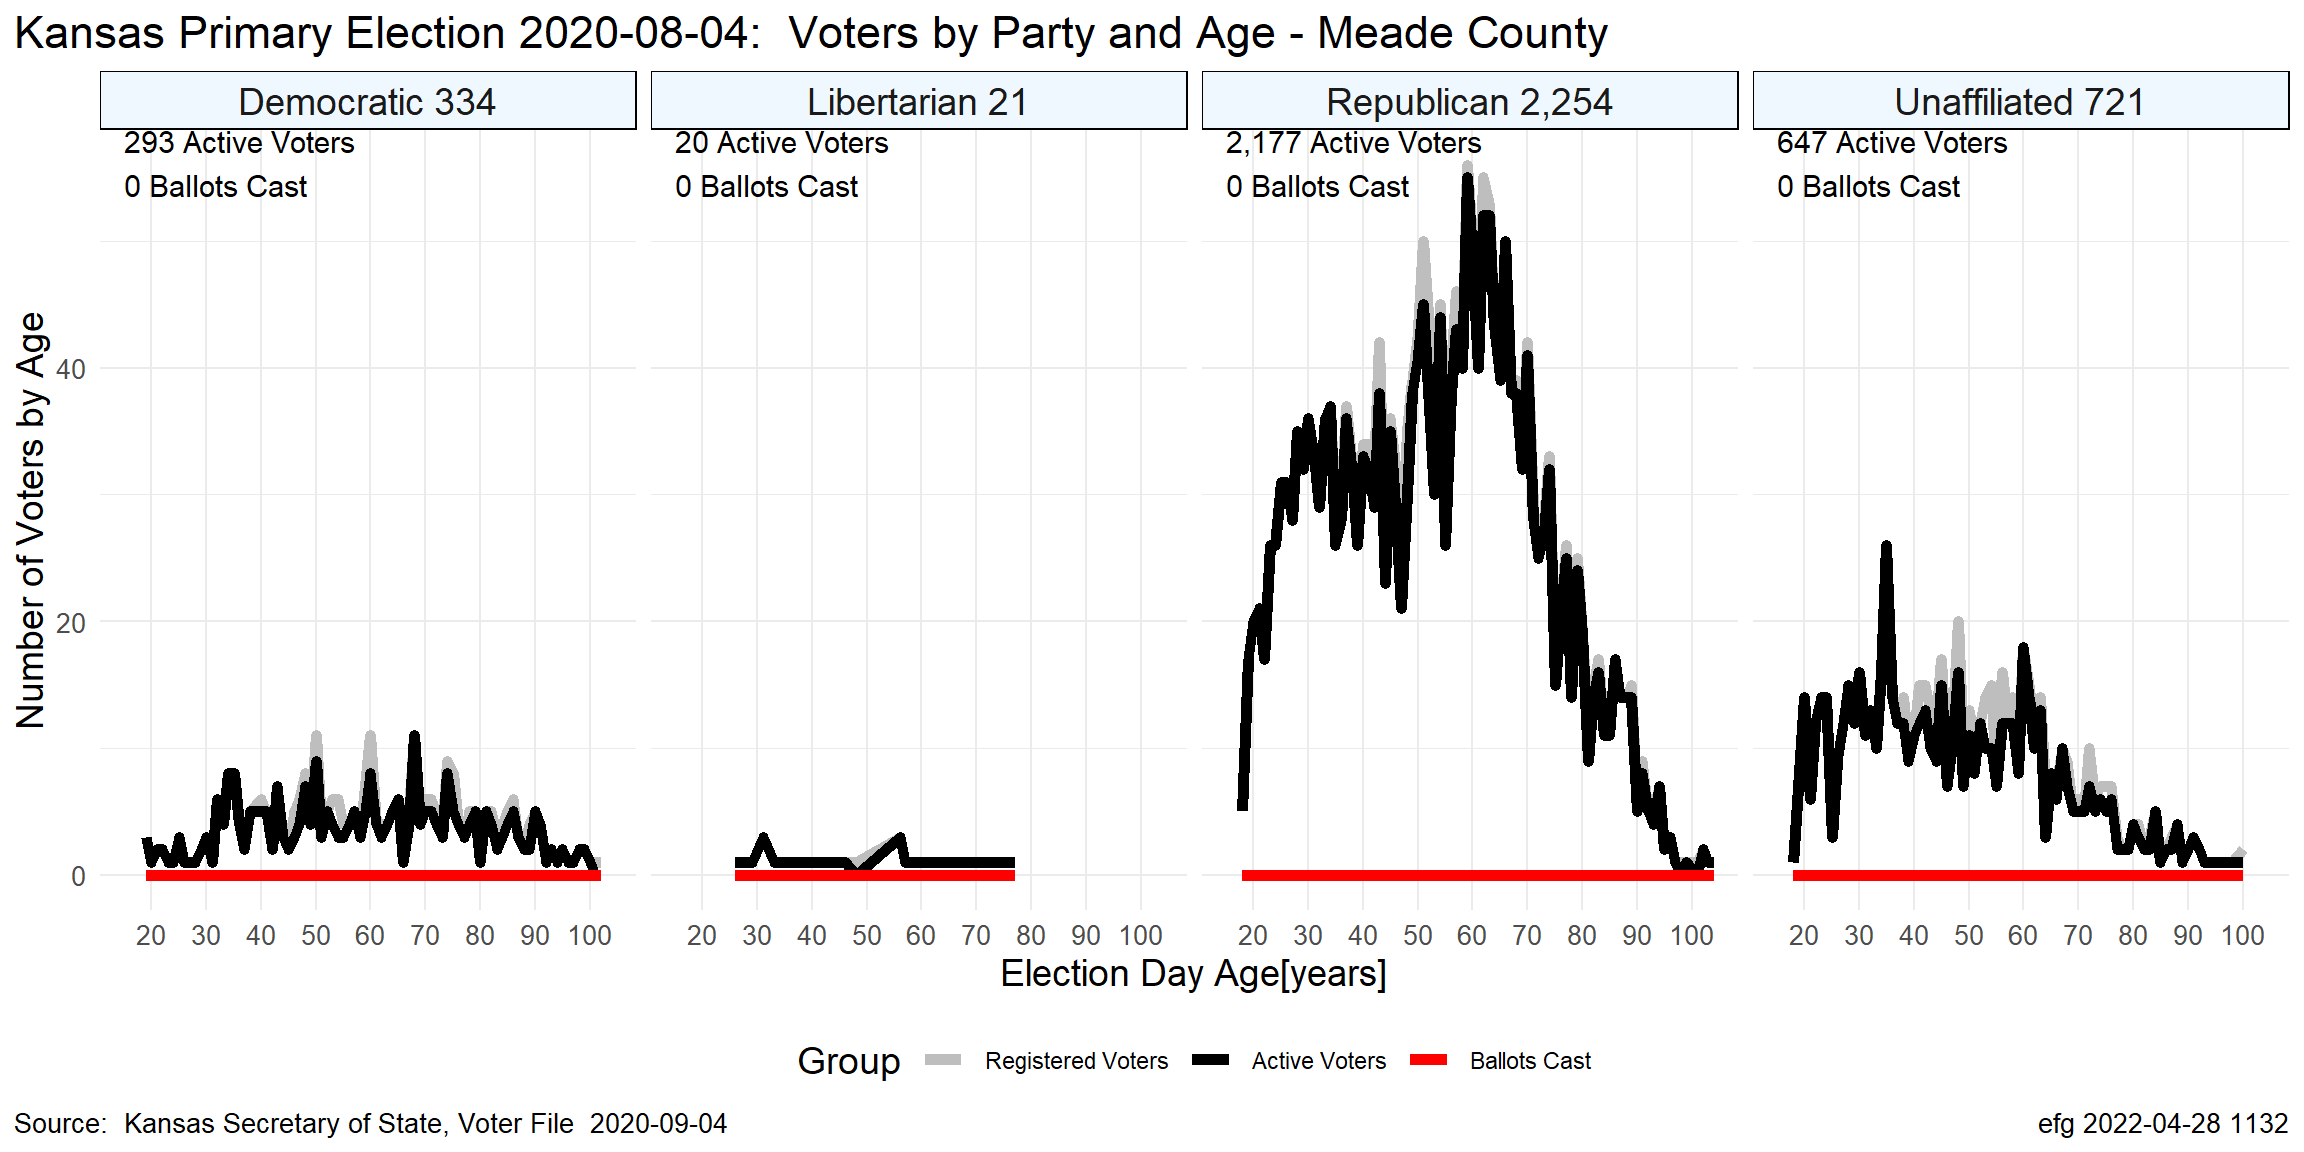 Kansas Primary Election 2020-08-04:  Voters by Party and Age - Meade County
Democratic 334
Libertarian 21
Republican 2,254
Unaffiliated 721
293 Active Voters
0 Ballots Cast
20 Active Voters
0 Ballots Cast
2,177 Active Voters
0 Ballots Cast
647 Active Voters
0 Ballots Cast
Number of Voters by Age
40
20
0
20 30 40 50 60 70 80 90 100
20 30 40 50 60 70 80 90 100
20 30 40 50 60 70 80 90 100
20 30 40 50 60 70 80 90 100
Election Day Age[years]
Group Registered Voters Active Voters Ballots Cast
Source:  Kansas Secretary of State, Voter File  2020-09-04
efg 2022-04-28 1132